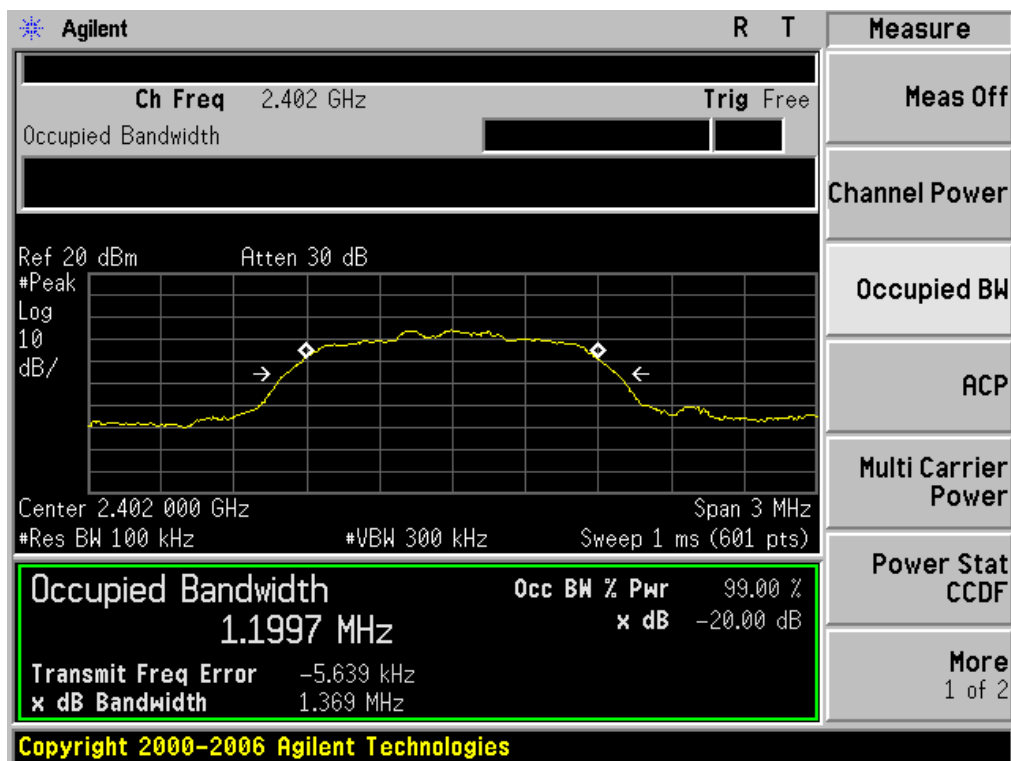 Agilent R T Measure
Ch Freq 2.402 GHz Trig Free
Occupied Bandwidth
Meas Off
Channel Power
Occupied BW
ACP
Multi Carrier
Power
Power Stat
CCDF
More
1 of 2
Ref 20 dBm Atten 30 dB
#Peak
Log
10
dB/
Center 2.402 000 GHz Span 3 MHz
#Res BW 100 kHz #VBW 300 kHz Sweep 1 ms (601 pts)
Occupied Bandwidth Occ BW % Pwr 99.00 %
1.1997 MHz x dB -20.00 dB
Transmit Freq Error -5.639 kHz
x dB Bandwidth 1.369 MHz
Copyright 2000-2006 Agilent Technologies